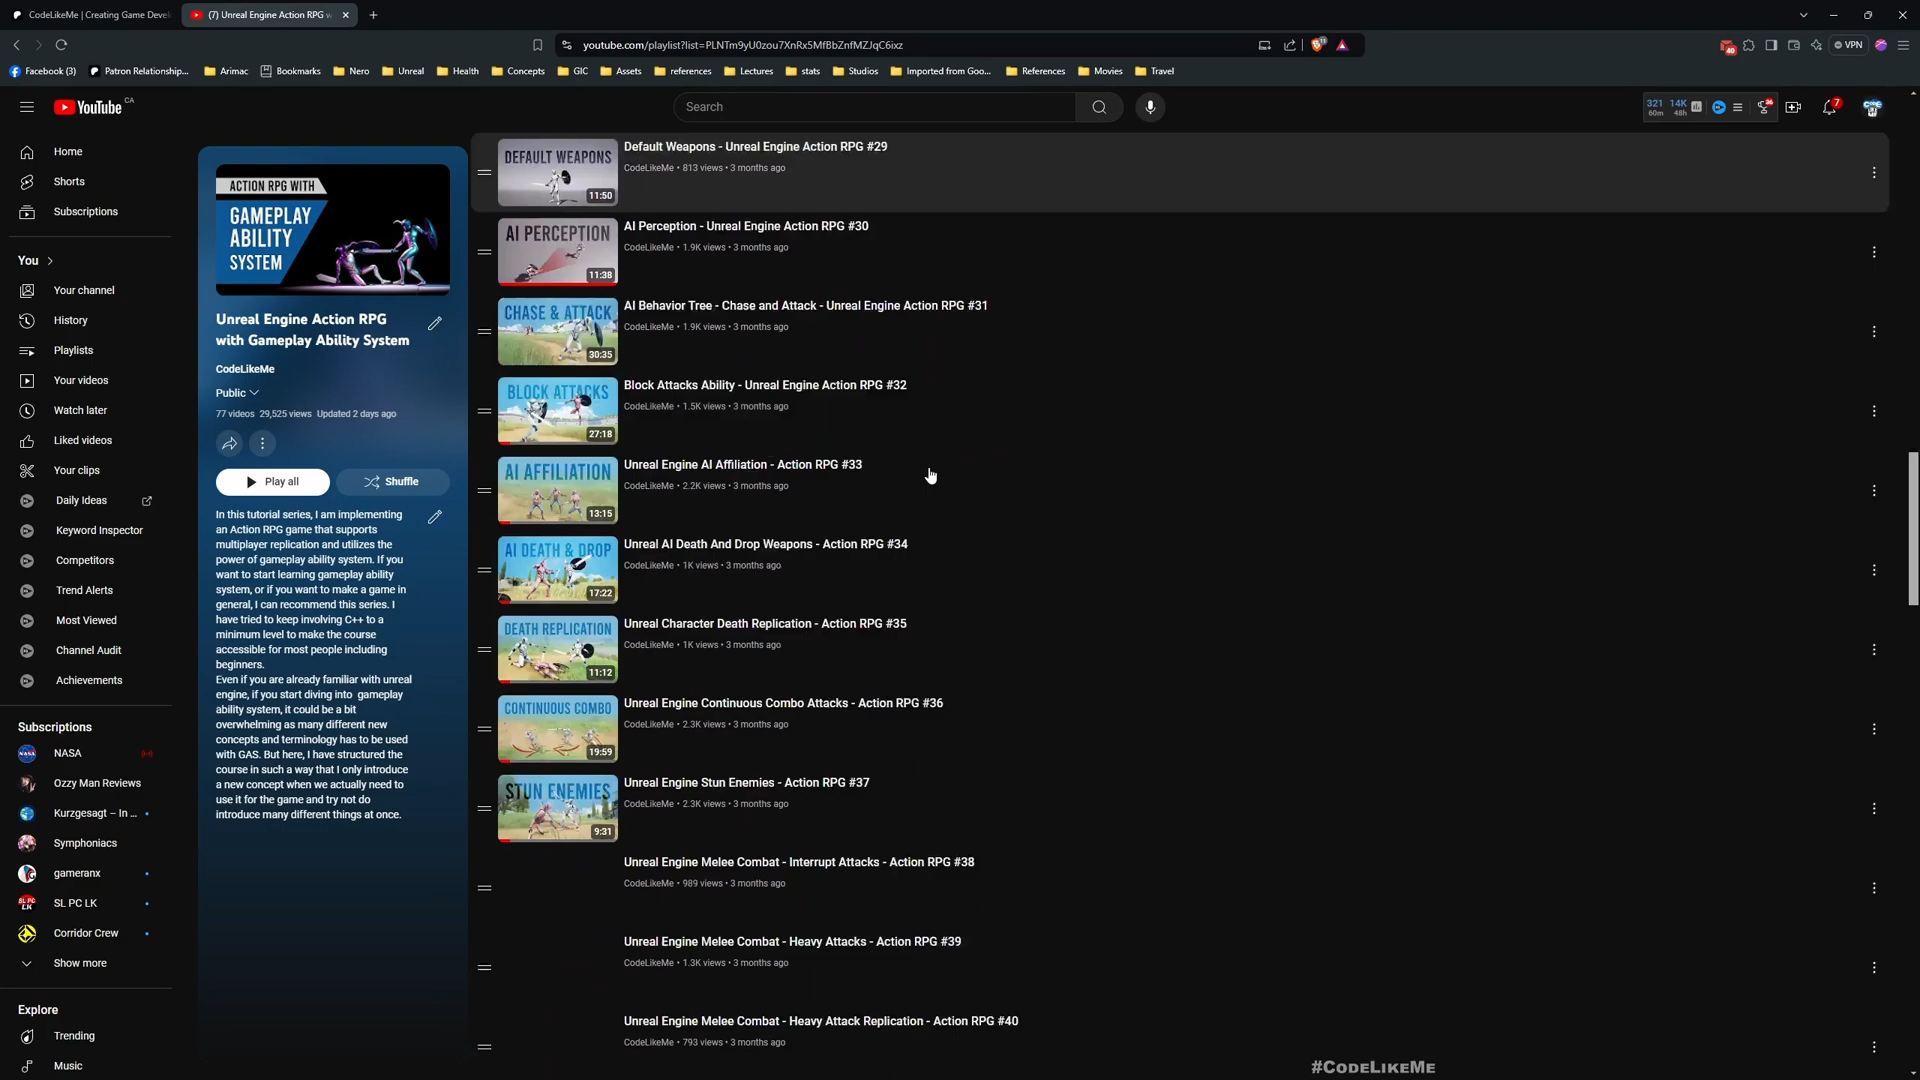 CodeLikeMe | Creating Game Devel
(7) Unreal Engine Action RPG w
youtube.com/playlist?list=PLNTm9yU0zou7XnRx5MfBbZnfMZJqC6ixz
VPN
Facebook (3)
Patron Relationship...
Arimac
Bookmarks
Nero
Unreal
Health
Concepts
GIC
Assets
references
Lectures
stats
Studios
Imported from Goo...
References
Movies
Travel
YouTube CA
Search
321 14K
60m 48h
7
Home
Shorts
Subscriptions
You
Your channel
History
Playlists
Your videos
Watch later
Liked videos
Your clips
Daily Ideas
Keyword Inspector
Competitors
Trend Alerts
Most Viewed
Channel Audit
Achievements
Subscriptions
NASA
Ozzy Man Reviews
Kurzgesagt – In ...
Symphoniacs
gameranx
SL PC LK
Corridor Crew
Show more
Explore
Trending
Music
ACTION RPG WITH
GAMEPLAY
ABILITY
SYSTEM
Unreal Engine Action RPG
with Gameplay Ability System
CodeLikeMe
Public
77 videos 29,525 views Updated 2 days ago
Play all
Shuffle
In this tutorial series, I am implementing
an Action RPG game that supports
multiplayer replication and utilizes the
power of gameplay ability system. If you
want to start learning gameplay ability
system, or if you want to make a game in
general, I can recommend this series. I
have tried to keep involving C++ to a
minimum level to make the course
accessible for most people including
beginners.
Even if you are already familiar with unreal
engine, if you start diving into gameplay
ability system, it could be a bit
overwhelming as many different new
concepts and terminology has to be used
with GAS. But here, I have structured the
course in such a way that I only introduce
a new concept when we actually need to
use it for the game and try not do
introduce many different things at once.
DEFAULT WEAPONS
11:50
Default Weapons - Unreal Engine Action RPG #29
CodeLikeMe • 813 views • 3 months ago
AI PERCEPTION
11:38
AI Perception - Unreal Engine Action RPG #30
CodeLikeMe • 1.9K views • 3 months ago
CHASE & ATTACK
30:35
AI Behavior Tree - Chase and Attack - Unreal Engine Action RPG #31
CodeLikeMe • 1.9K views • 3 months ago
BLOCK ATTACKS
27:18
Block Attacks Ability - Unreal Engine Action RPG #32
CodeLikeMe • 1.5K views • 3 months ago
AI AFFILIATION
13:15
Unreal Engine AI Affiliation - Action RPG #33
CodeLikeMe • 2.2K views • 3 months ago
AI DEATH & DROP
17:22
Unreal AI Death And Drop Weapons - Action RPG #34
CodeLikeMe • 1K views • 3 months ago
DEATH REPLICATION
11:12
Unreal Character Death Replication - Action RPG #35
CodeLikeMe • 1K views • 3 months ago
CONTINUOUS COMBO
19:59
Unreal Engine Continuous Combo Attacks - Action RPG #36
CodeLikeMe • 2.3K views • 3 months ago
STUN ENEMIES
9:31
Unreal Engine Stun Enemies - Action RPG #37
CodeLikeMe • 2.3K views • 3 months ago
Unreal Engine Melee Combat - Interrupt Attacks - Action RPG #38
CodeLikeMe • 989 views • 3 months ago
Unreal Engine Melee Combat - Heavy Attacks - Action RPG #39
CodeLikeMe • 1.3K views • 3 months ago
Unreal Engine Melee Combat - Heavy Attack Replication - Action RPG #40
CodeLikeMe • 793 views • 3 months ago
#CODELIKEME